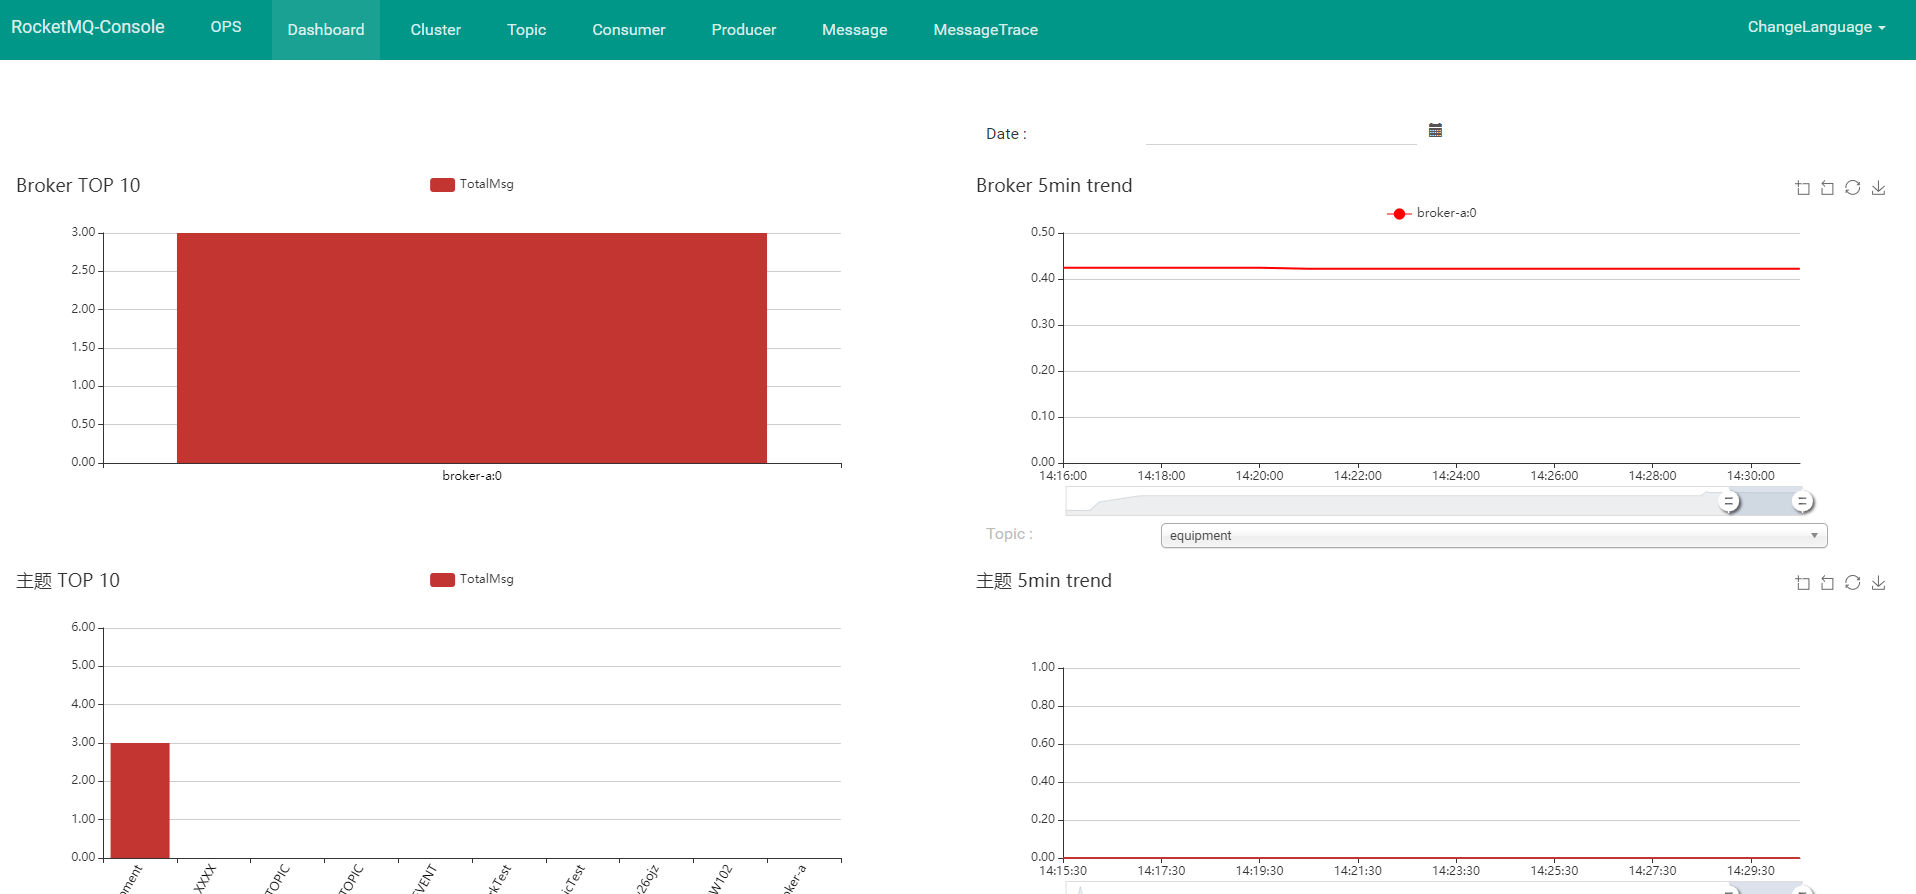 RocketMQ-Console OPS Dashboard Cluster Topic Consumer Producer Message MessageTrace ChangeLanguage
Date :
Broker TOP 10
TotalMsg
3.00
2.50
2.00
1.50
1.00
0.50
0.00
broker-a:0
Broker 5min trend
broker-a:0
0.50
0.40
0.30
0.20
0.10
0.00
14:16:00 14:18:00 14:20:00 14:22:00 14:24:00 14:26:00 14:28:00 14:30:00
Topic : equipment
主题 TOP 10
TotalMsg
6.00
5.00
4.00
3.00
2.00
1.00
0.00
pment XXXX TOPIC TOPIC EVENT rkTest icTest 26ojz W102 ker-a
主题 5min trend
1.00
0.80
0.60
0.40
0.20
0.00
14:15:30 14:17:30 14:19:30 14:21:30 14:23:30 14:25:30 14:27:30 14:29:30